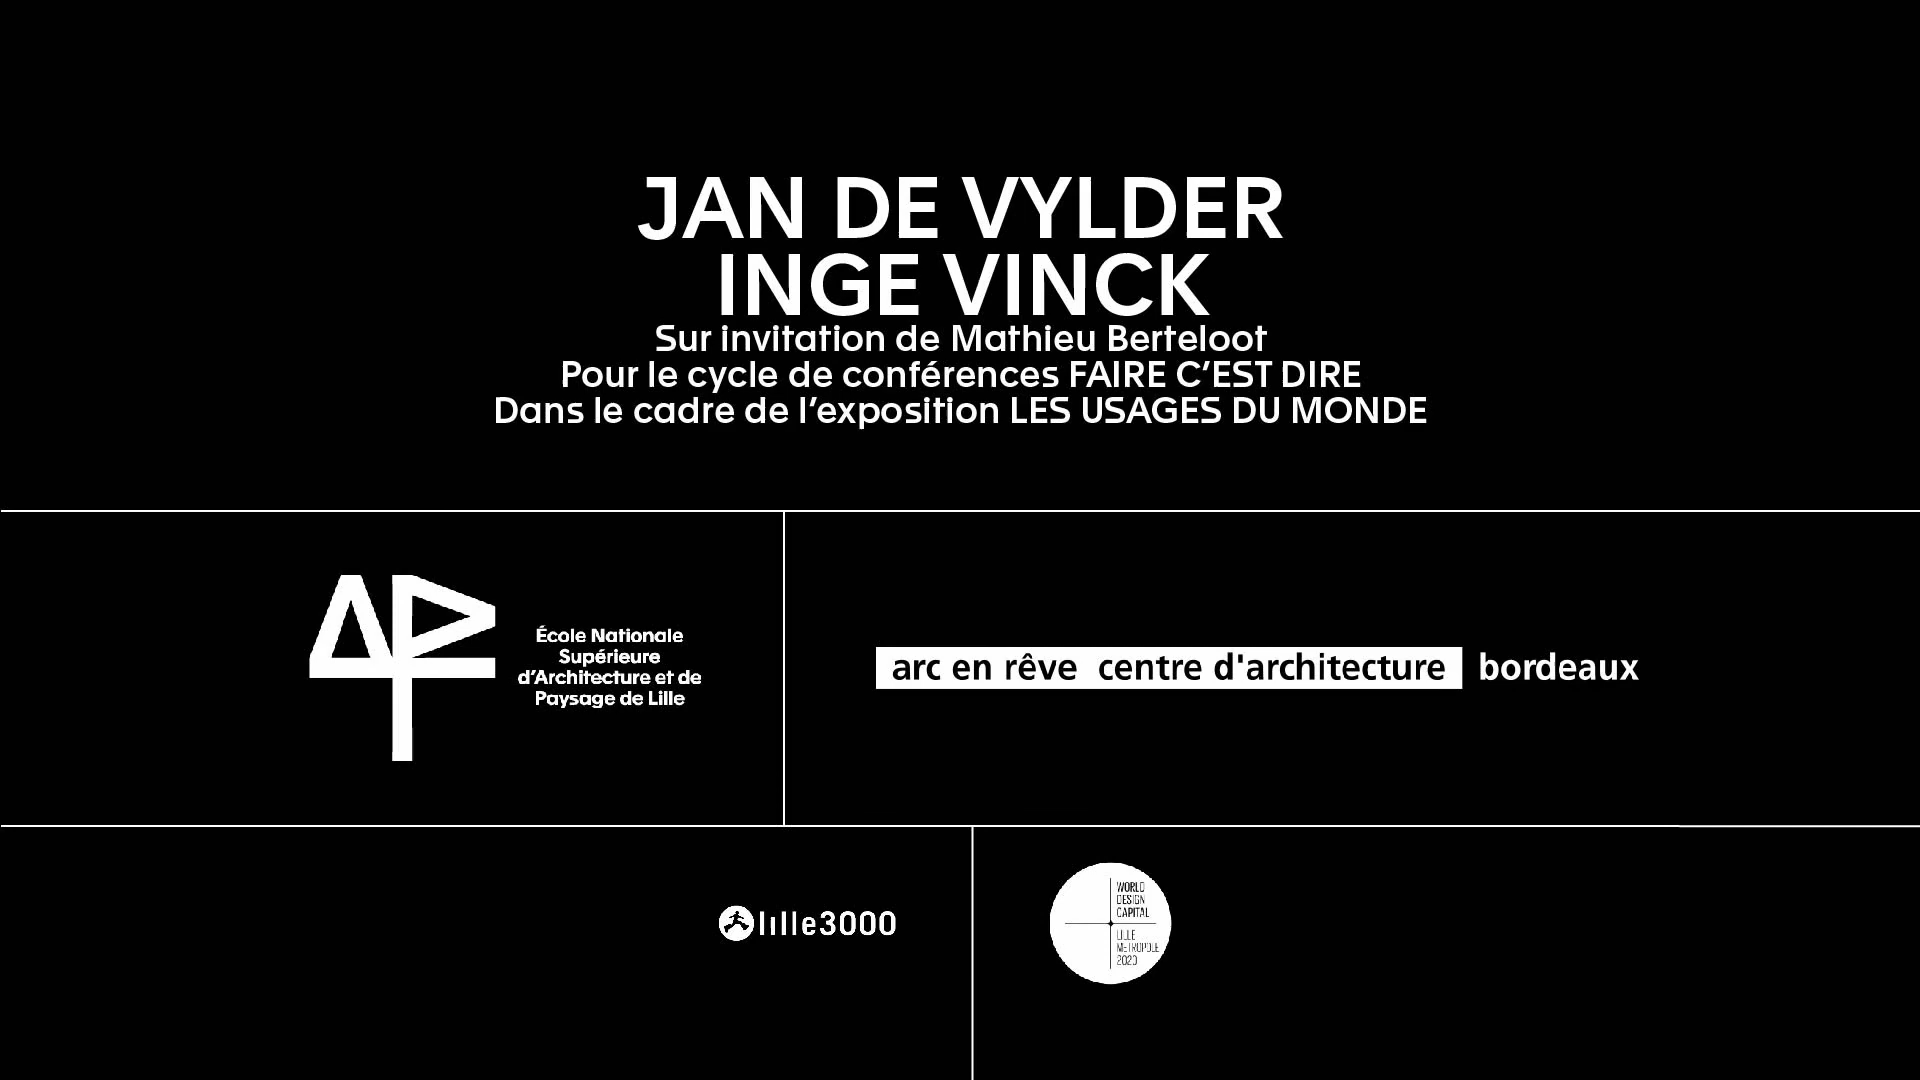 JAN DE VYLDER
INGE VINCK
Sur invitation de Mathieu Berteloot
Pour le cycle de conférences FAIRE C’EST DIRE
Dans le cadre de l’exposition LES USAGES DU MONDE
École Nationale
Supérieure
d’Architecture et de
Paysage de Lille
arc en rêve centre d'architecture bordeaux
lille3000
WORLD
DESIGN
CAPITAL
LILLE
METROPOLE
2020